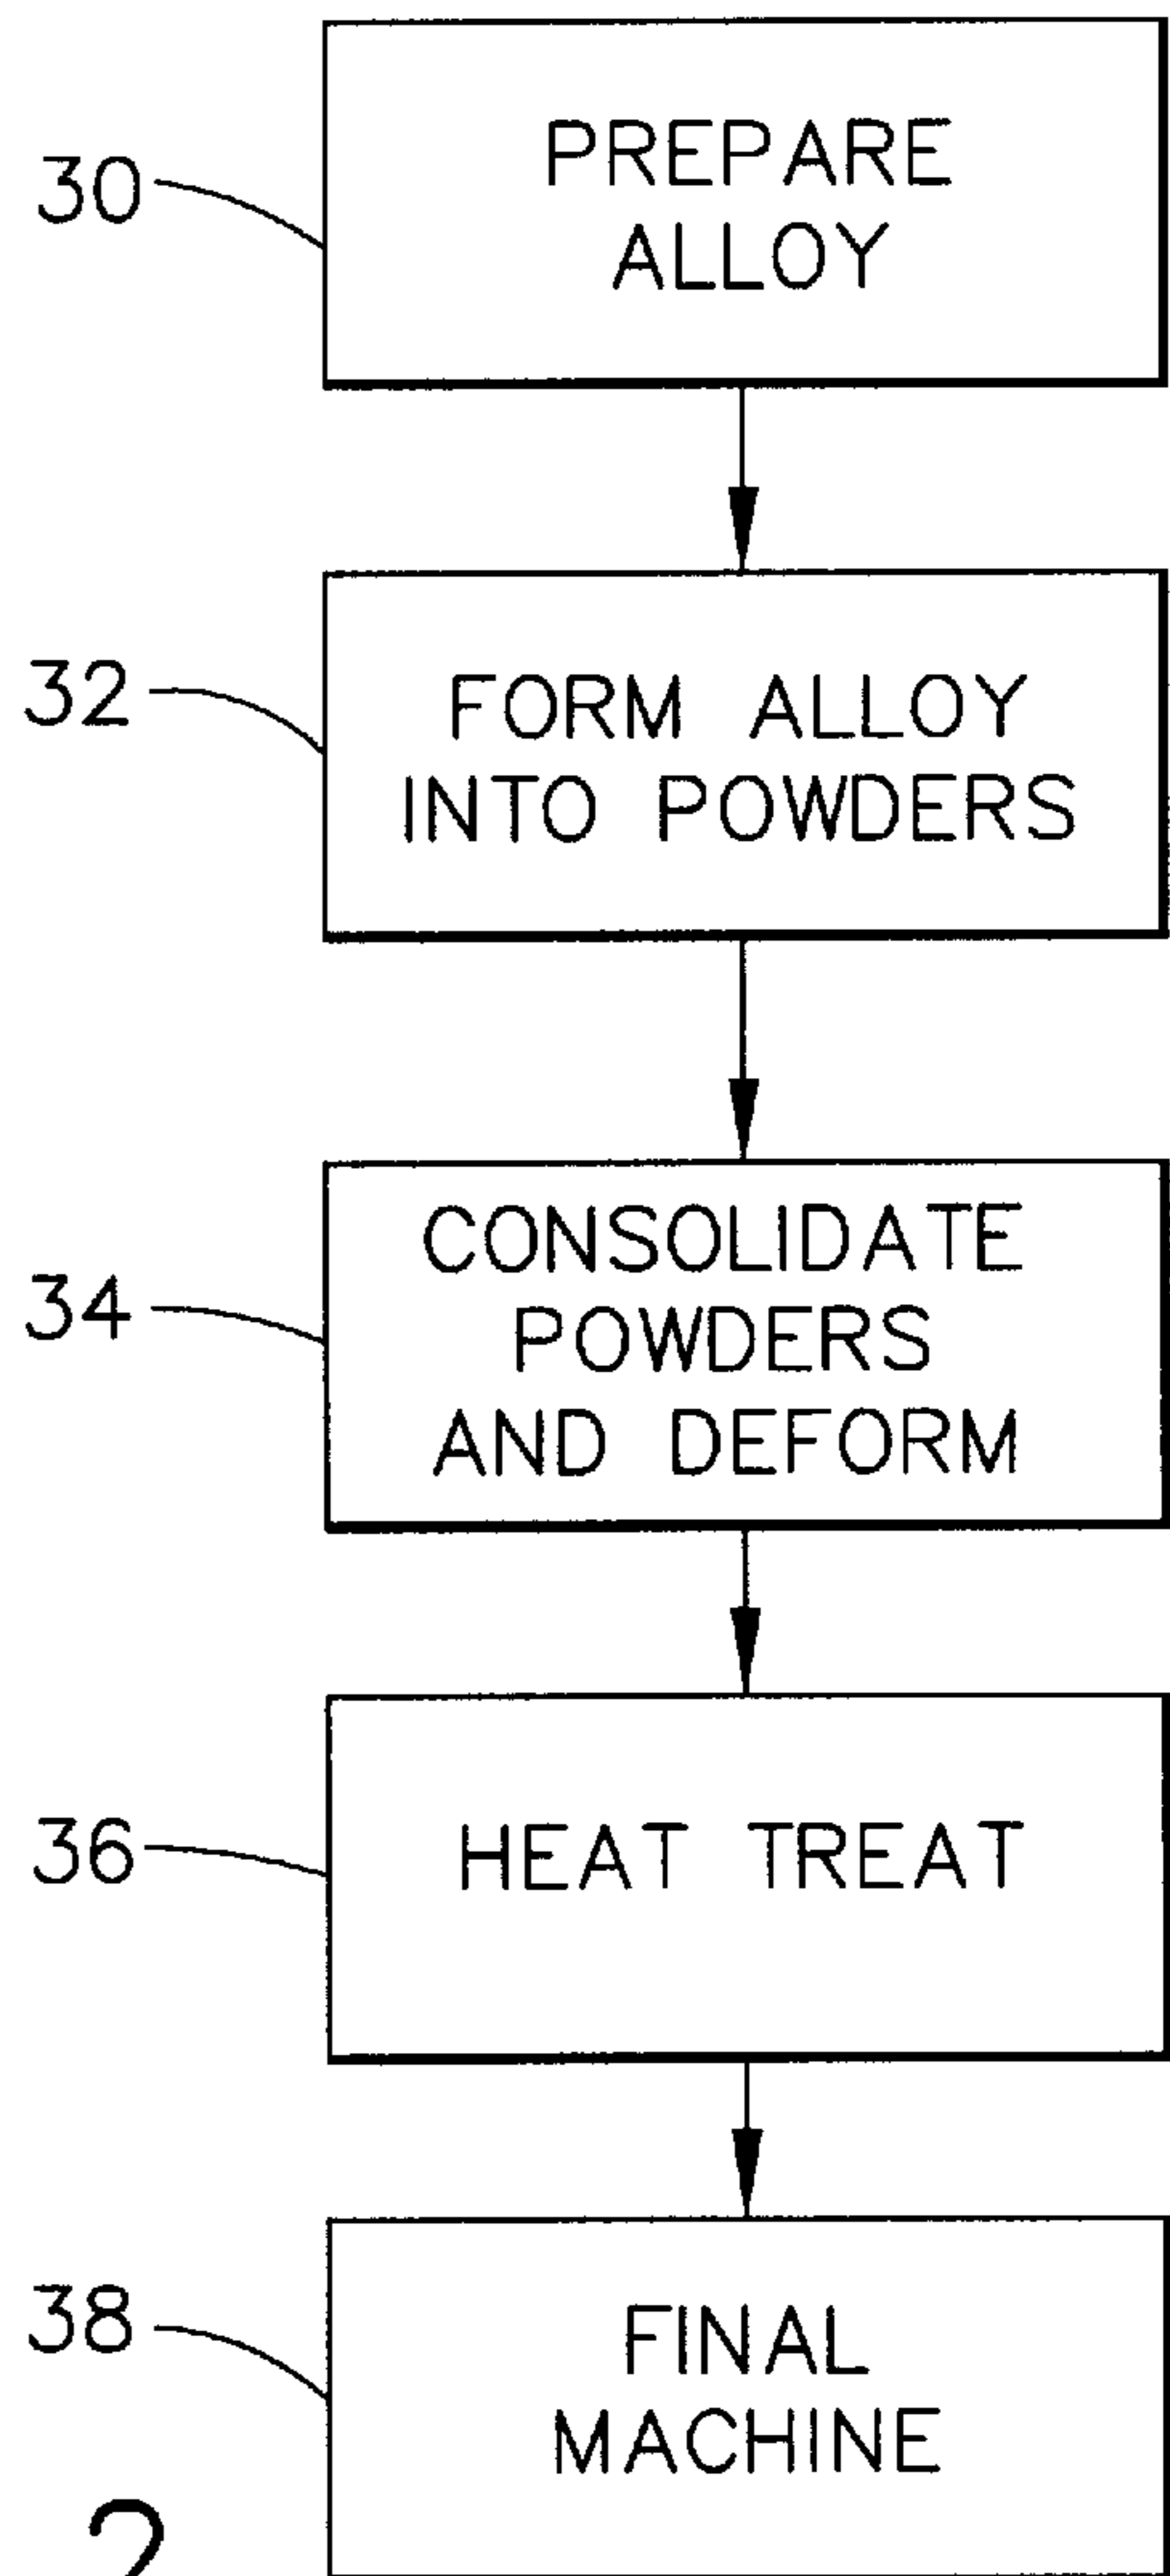 30
PREPARE
ALLOY
32
FORM ALLOY
INTO POWDERS
34
CONSOLIDATE
POWDERS
AND DEFORM
36
HEAT TREAT
38
FINAL
MACHINE
2